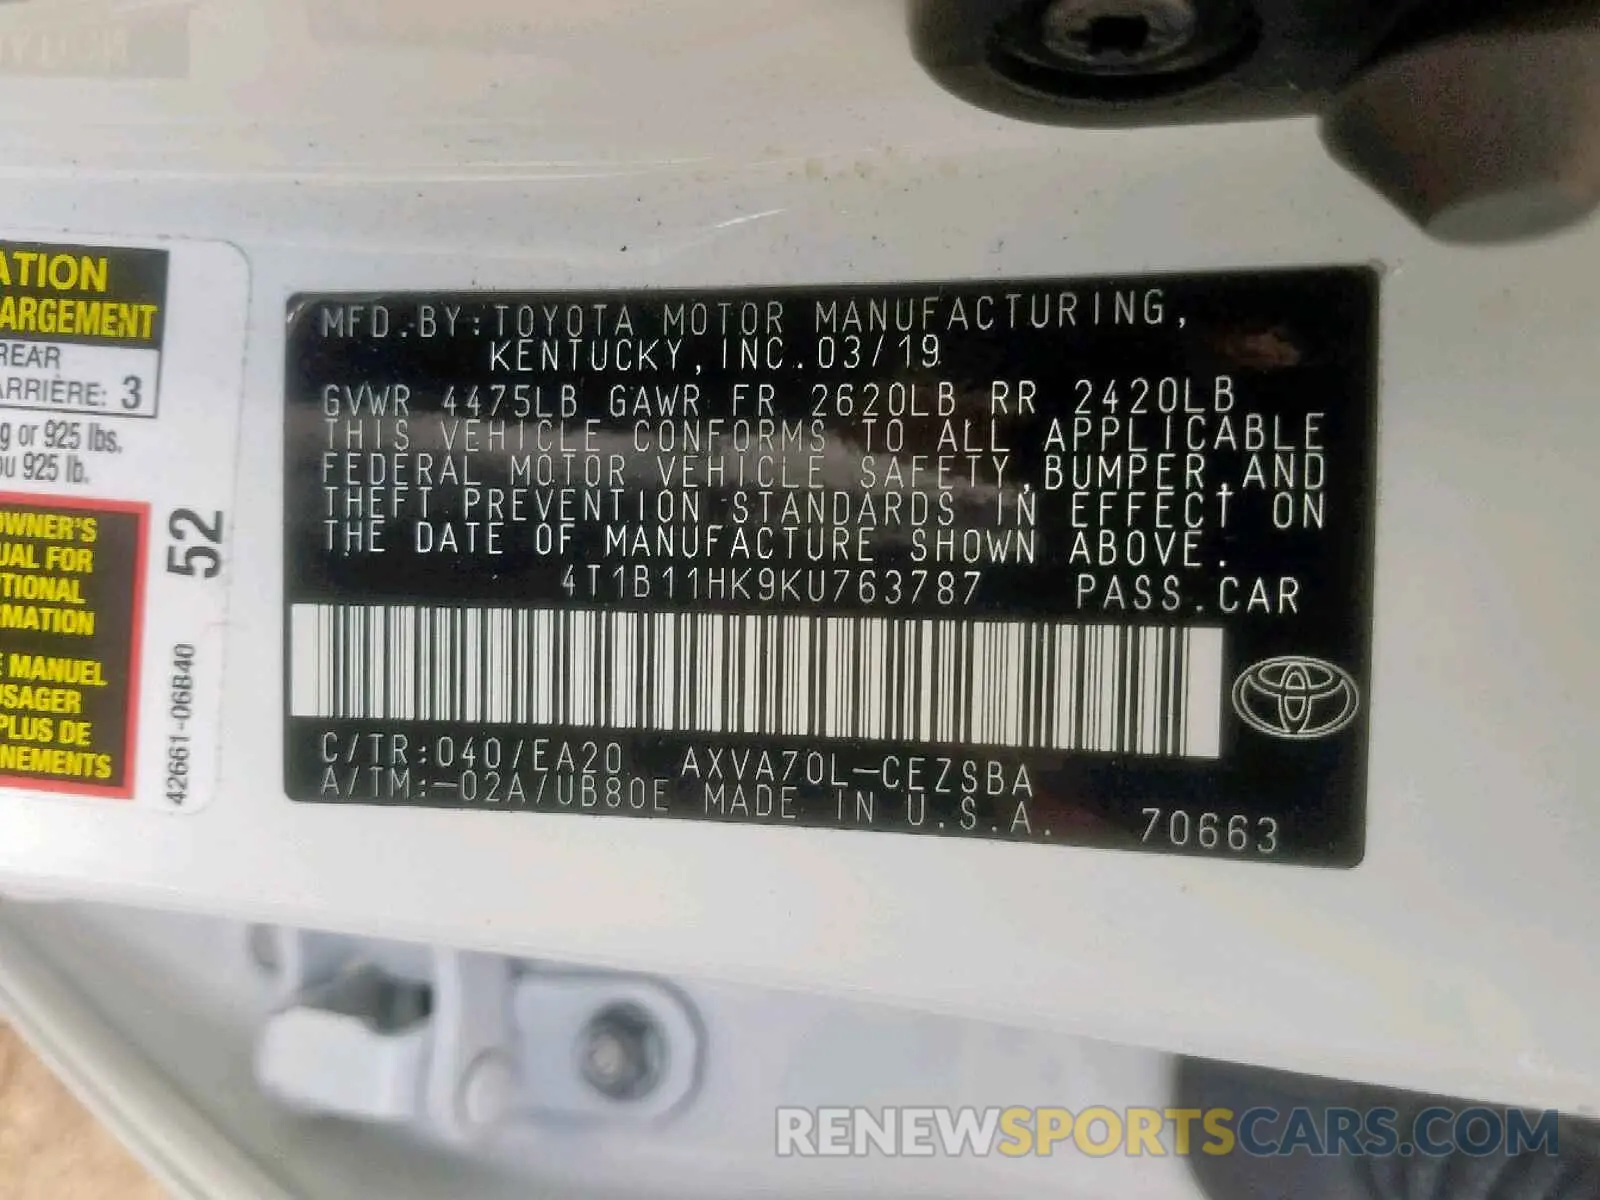 ATION
ARGEMENT
REAR
ARRIÈRE: 3
g or 925 lbs.
ou 925 lb.
OWNER'S
UAL FOR
ITIONAL
RMATION
E MANUEL
USAGER
PLUS DE
NEMENTS
52
42661-06B40
MFD.BY:TOYOTA MOTOR MANUFACTURING,
KENTUCKY,INC.03/19
GVWR 4475LB GAWR FR 2620LB RR 2420LB
THIS VEHICLE CONFORMS TO ALL APPLICABLE
FEDERAL MOTOR VEHICLE SAFETY,BUMPER,AND
THEFT PREVENTION STANDARDS IN EFFECT ON
THE DATE OF MANUFACTURE SHOWN ABOVE.
4T1B11HK9KU763787 PASS.CAR
C/TR:040/EA20 AXVA70L-CEZSBA
A/TM:-02A/UB80E MADE IN U.S.A.
70663
RENEWSPORTSCARS.COM